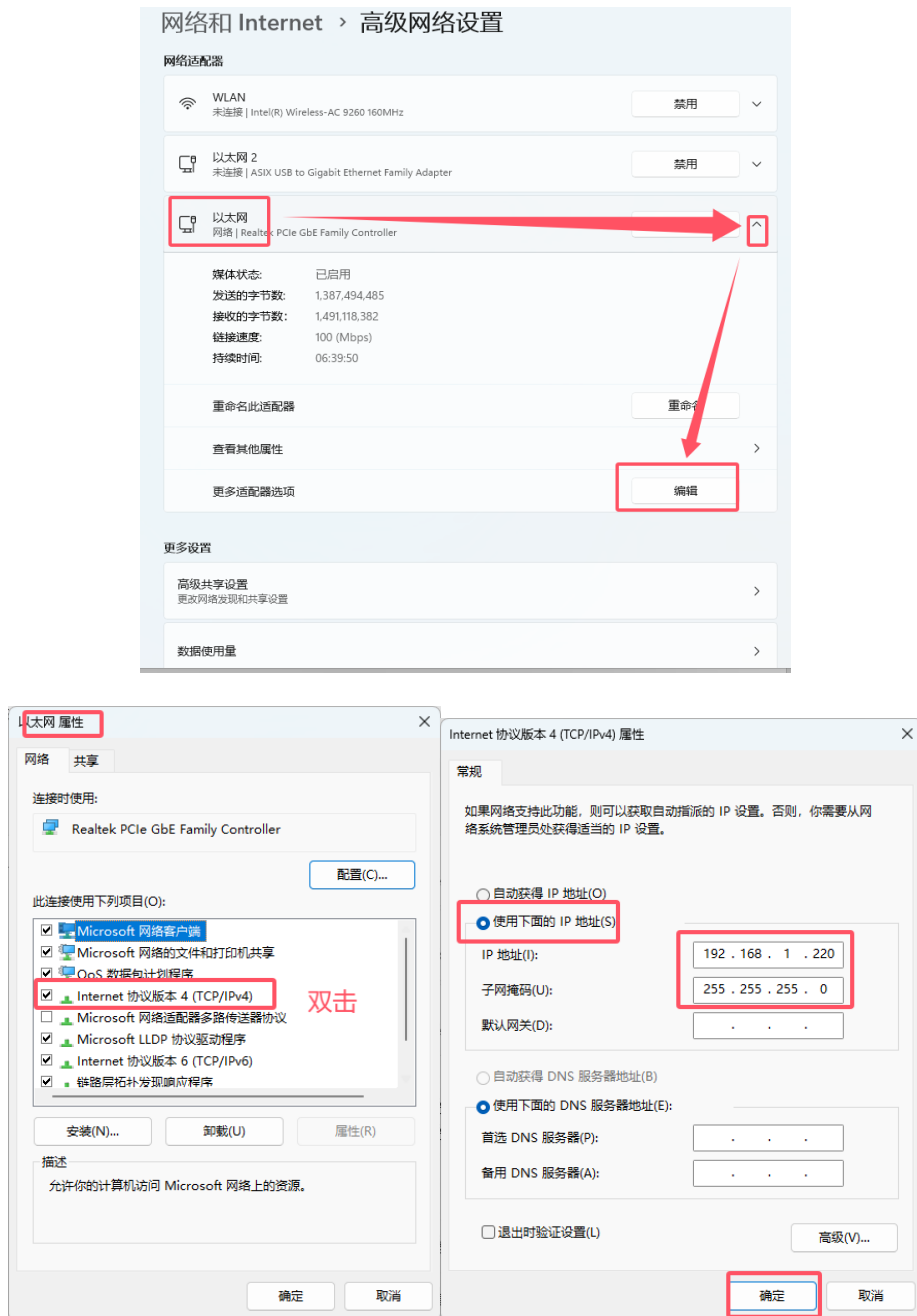 网络和 Internet › 高级网络设置
网络适配器
WLAN
未连接 | Intel(R) Wireless-AC 9260 160MHz
禁用
以太网 2
未连接 | ASIX USB to Gigabit Ethernet Family Adapter
禁用
以太网
网络 | Realtek PCIe GbE Family Controller
媒体状态: 已启用
发送的字节数: 1,387,494,485
接收的字节数: 1,491,118,382
链接速度: 100 (Mbps)
持续时间: 06:39:50
重命名此适配器
重命名
查看其他属性
更多适配器选项
编辑
更多设置
高级共享设置
更改网络发现和共享设置
数据使用量
以太网 属性
网络 共享
连接时使用:
Realtek PCIe GbE Family Controller
配置(C)...
此连接使用下列项目(O):
Microsoft 网络客户端
Microsoft 网络的文件和打印机共享
QoS 数据包计划程序
Internet 协议版本 4 (TCP/IPv4)
双击
Microsoft 网络适配器多路传送器协议
Microsoft LLDP 协议驱动程序
Internet 协议版本 6 (TCP/IPv6)
链路层拓扑发现响应程序
安装(N)... 卸载(U) 属性(R)
描述
允许你的计算机访问 Microsoft 网络上的资源。
确定 取消
Internet 协议版本 4 (TCP/IPv4) 属性
常规
如果网络支持此功能，则可以获取自动指派的 IP 设置。否则，你需要从网
络系统管理员处获得适当的 IP 设置。
自动获得 IP 地址(O)
使用下面的 IP 地址(S)
IP 地址(I): 192 . 168 . 1 . 220
子网掩码(U): 255 . 255 . 255 . 0
默认网关(D): . . .
自动获得 DNS 服务器地址(B)
使用下面的 DNS 服务器地址(E):
首选 DNS 服务器(P): . . .
备用 DNS 服务器(A): . . .
退出时验证设置(L)
高级(V)...
确定 取消